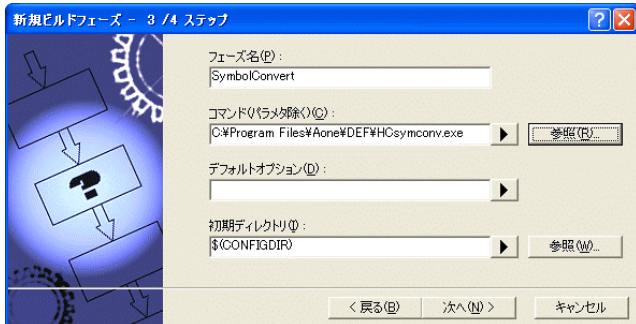 新規ビルドフェーズ - 3 /4 ステップ
フェーズ名(P) :
SymbolConvert
コマンド(パラメタ除く)(C) :
C:¥Program Files¥Aone¥DEF¥HCsymconv.exe
参照(R)...
デフォルトオプション(D) :
初期ディレクトリ(I) :
$(CONFIGDIR)
参照(W)...
< 戻る(B)
次へ(N) >
キャンセル
?